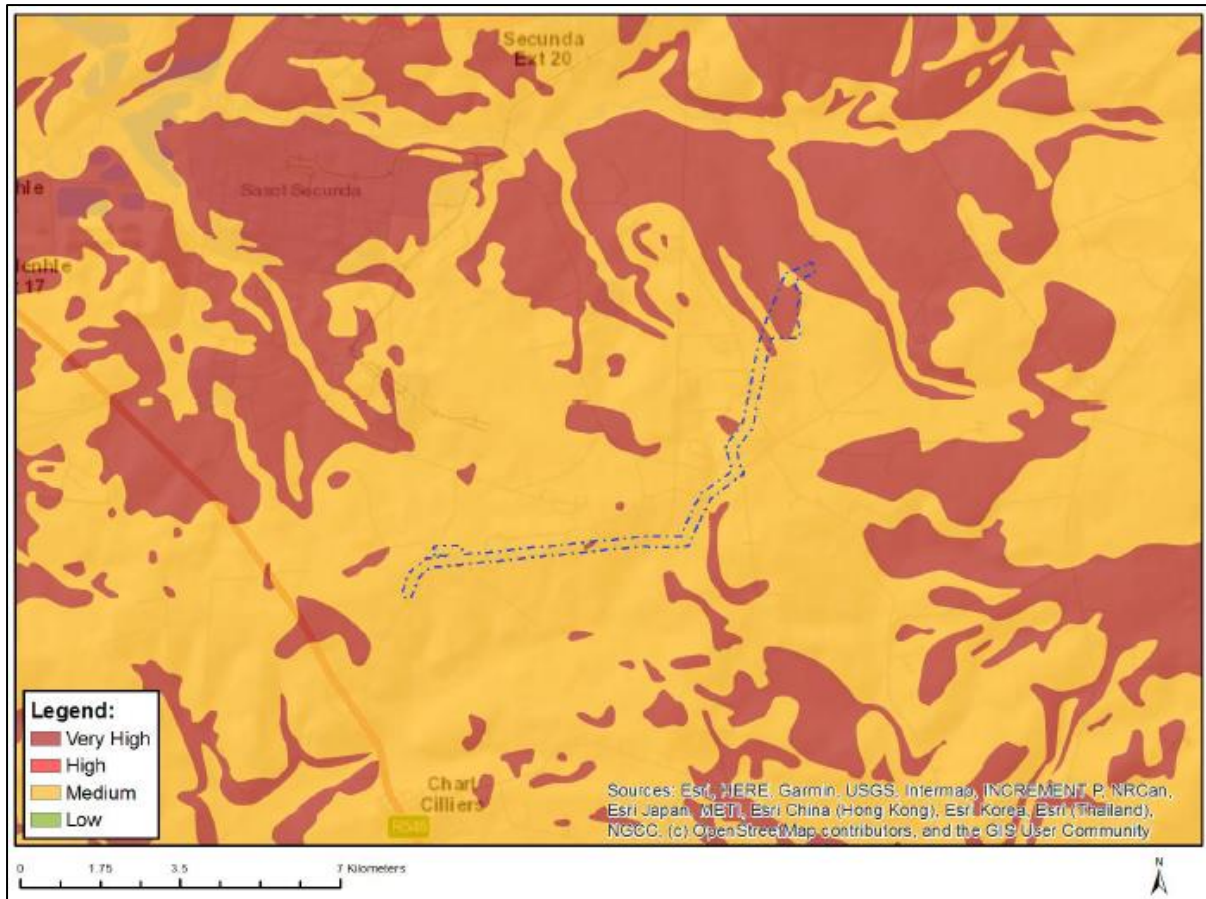 Secunda
Ext 20
hle
Sasol Secunda
17
Legend:
Very High
High
Medium
Low
Charl
Cilliers
R546
Sources: Esri, HERE, Garmin, USGS, Intermap, INCREMENT P, NRCan,
Esri Japan, METI, Esri China (Hong Kong), Esri Korea, Esri (Thailand),
NGCC, (c) OpenStreetMap contributors, and the GIS User Community
0 1.75 3.5 7 Kilometers
N